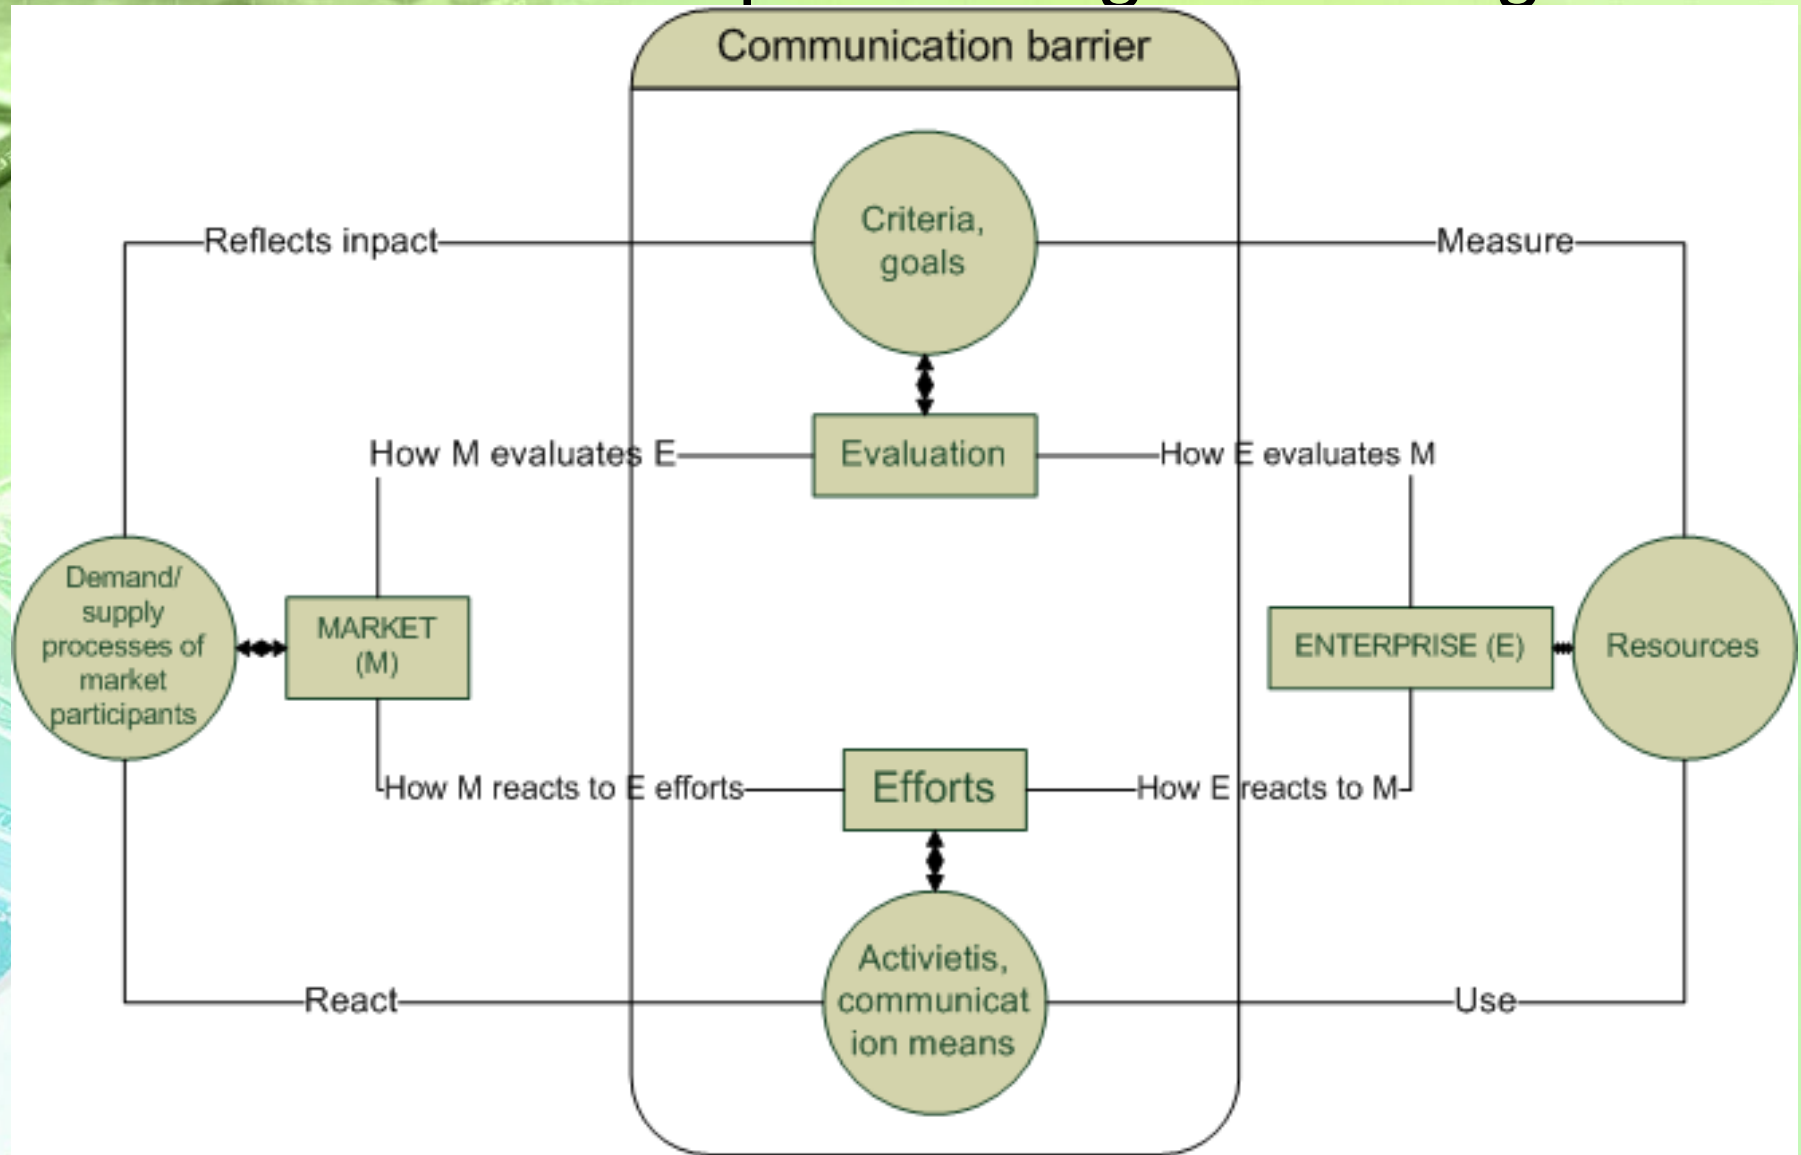 Communication barrier
Criteria,
goals
Reflects inpact
Measure
How M evaluates E
Evaluation
How E evaluates M
Demand/
supply
processes of
market
participants
MARKET
(M)
ENTERPRISE (E)
Resources
How M reacts to E efforts
Efforts
How E reacts to M
Activietis,
communicat
ion means
React
Use